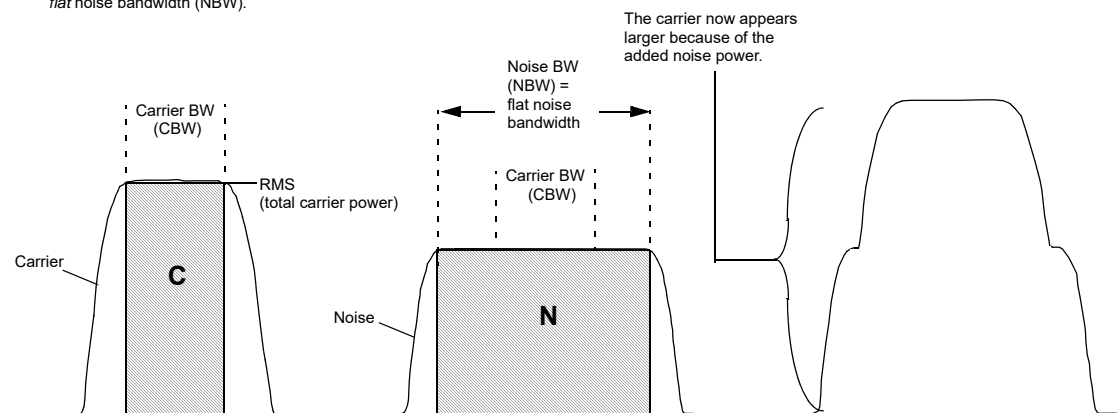 flat noise bandwidth (NBW).
The carrier now appears
larger because of the
added noise power.
Noise BW
(NBW) =
flat noise
bandwidth
Carrier BW
(CBW)
Carrier BW
(CBW)
RMS
(total carrier power)
Carrier
C
Noise
N